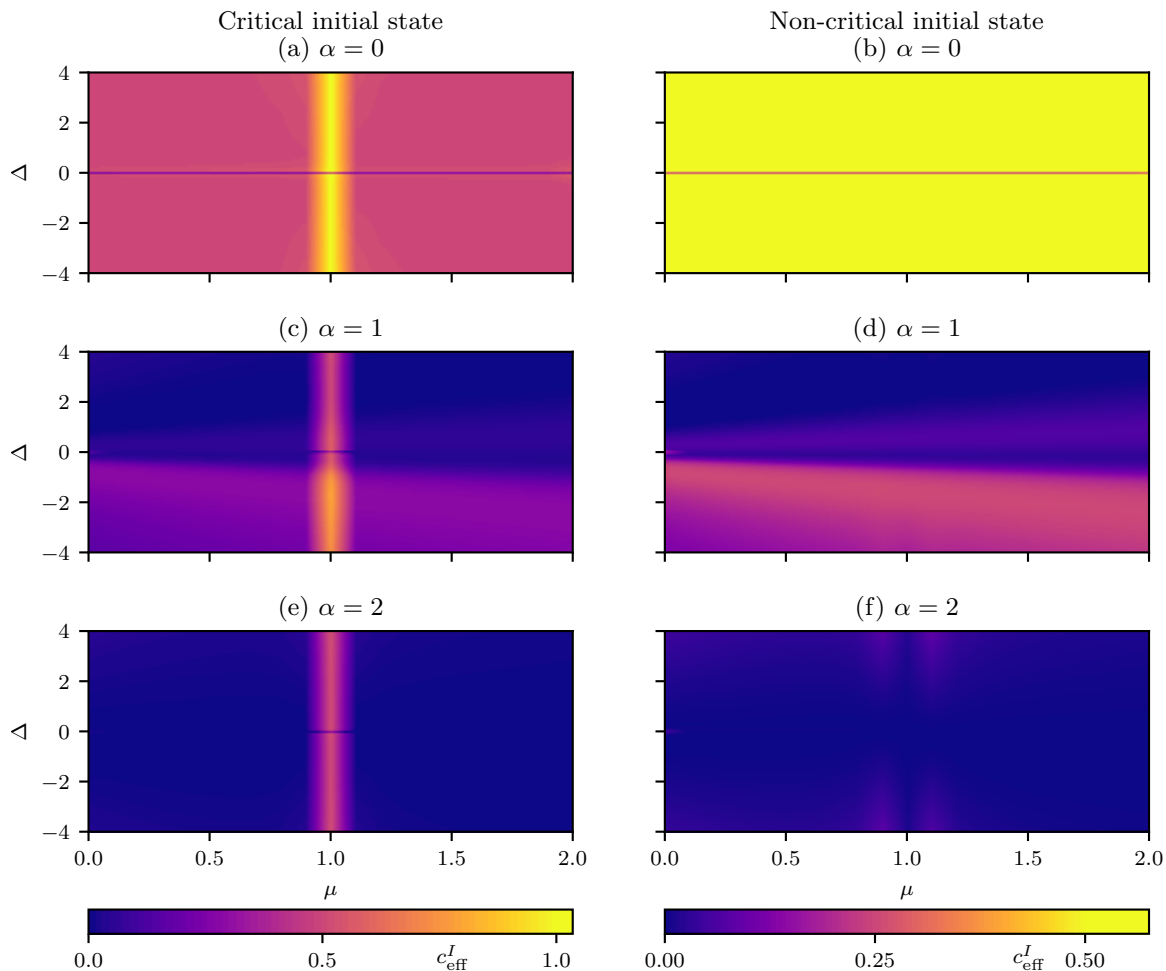 Critical initial state
(a) α = 0
Non-critical initial state
(b) α = 0
Δ
4
2
0
−2
−4
(c) α = 1
(d) α = 1
Δ
4
2
0
−2
−4
(e) α = 2
(f) α = 2
Δ
4
2
0
−2
−4
0.0 0.5 1.0 1.5 2.0
μ
0.0 0.5 1.0 1.5 2.0
μ
0.0 0.5 c^I_eff 1.0
0.00 0.25 c^I_eff 0.50